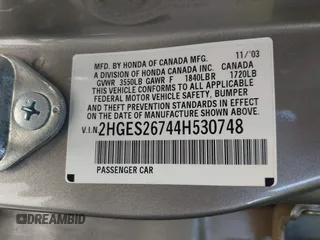 MFD. BY HONDA OF CANADA MFG. 11/'03
A DIVISION OF HONDA CANADA INC. CANADA
GVWR 3550LB GAWR F 1840LB R 1720LB
THIS VEHICLE CONFORMS TO ALL APPLICABLE
FEDERAL MOTOR VEHICLE SAFETY, BUMPER
AND THEFT PREVENTION STANDARDS IN EFFECT
ON THE DATE OF MANUFACTURE SHOWN ABOVE.
V.I.N. 2HGES26744H530748
PASSENGER CAR
DREAMBID